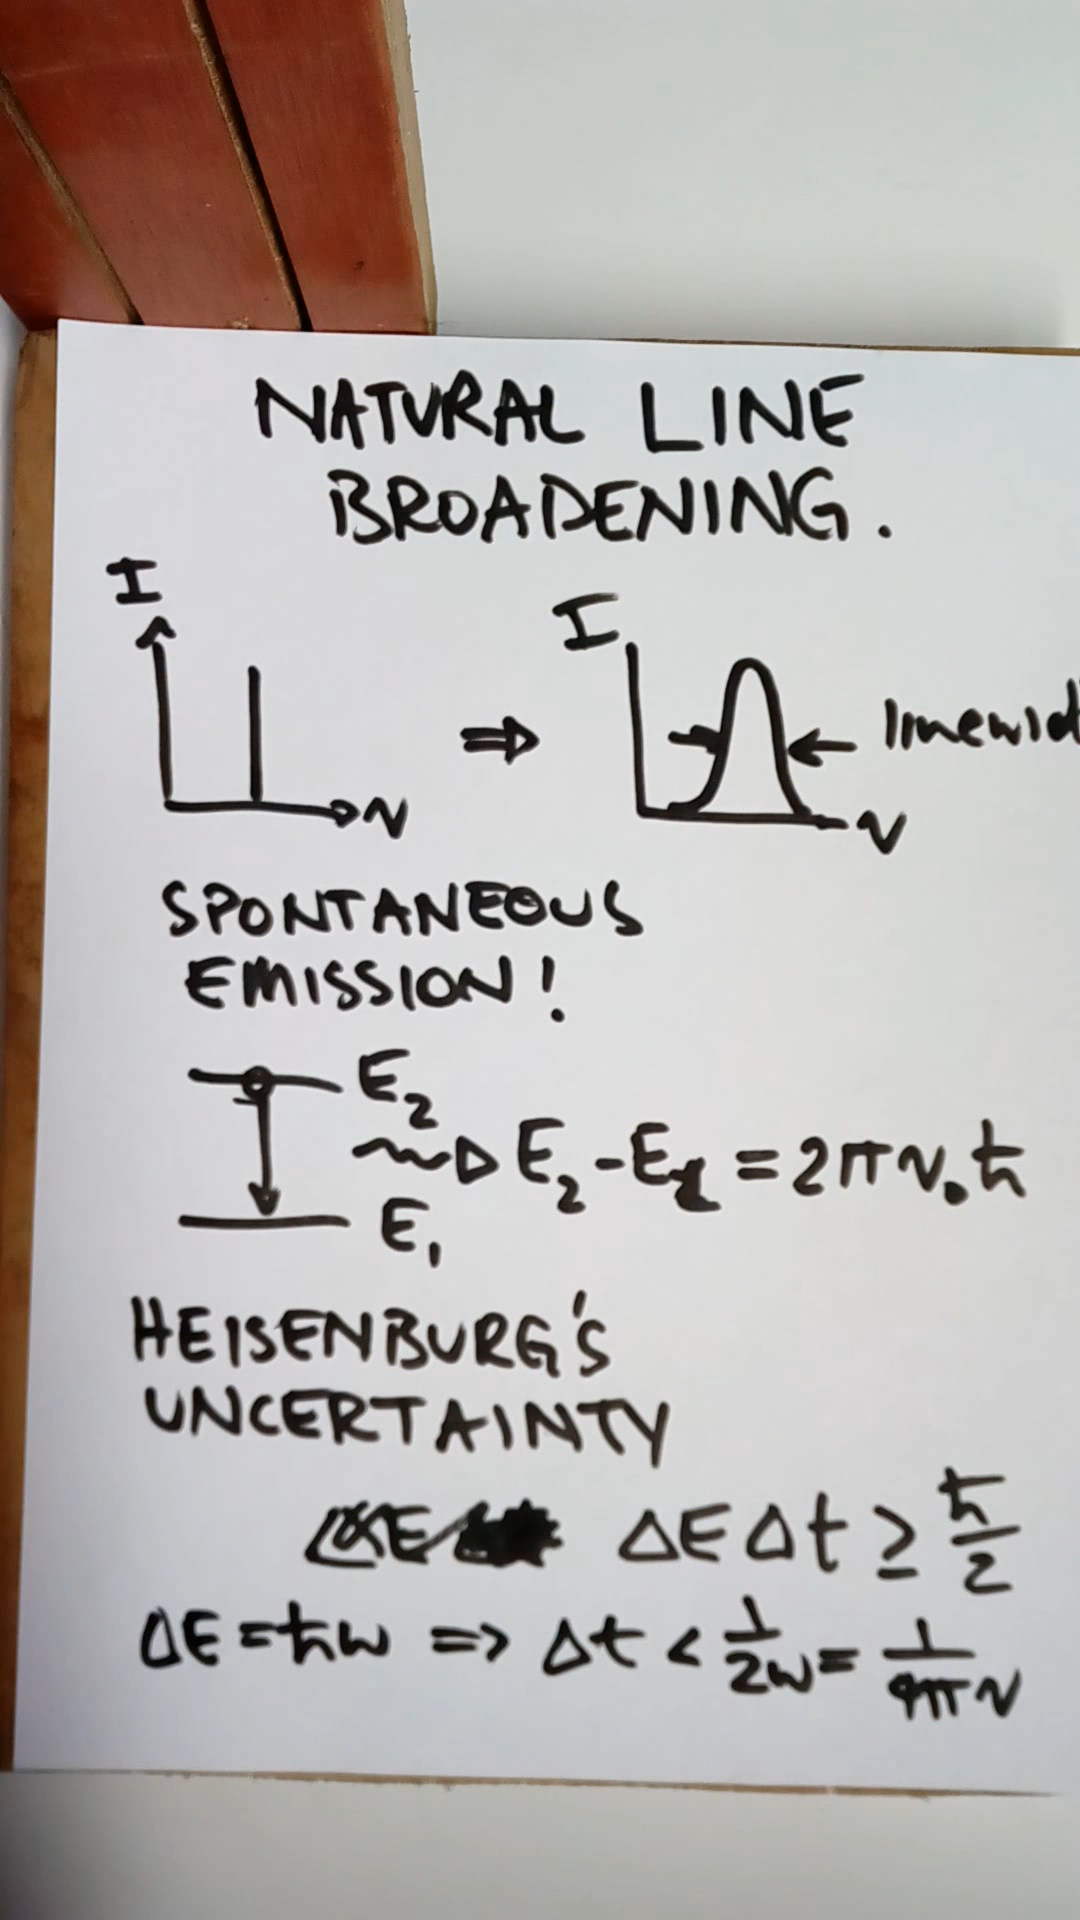 NATURAL LINE
BROADENING.
I
I
linewid
ν
ν
SPONTANEOUS
EMISSION!
E₂
E₂-E₁ = 2πν₀ħ
E₁
HEISENBURG'S
UNCERTAINTY
ΔEΔt ≥ ħ/2
ΔE = ħω => Δt < 1/2ω = 1/4πν